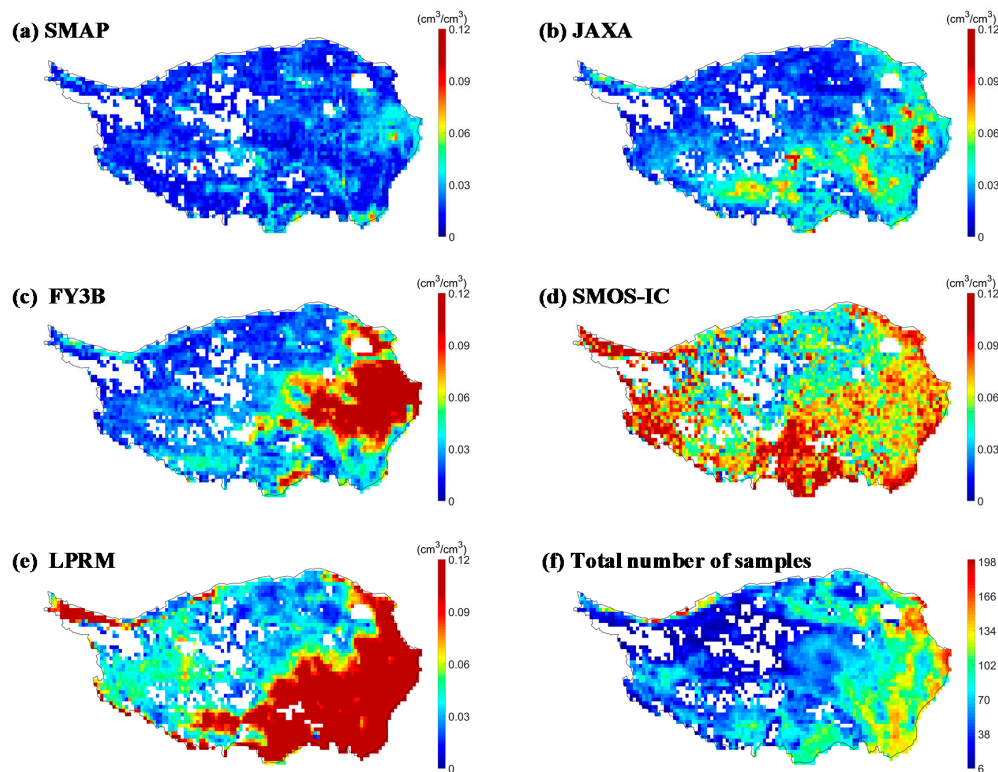 (a) SMAP
(cm³/cm³)
0.12
0.09
0.06
0.03
0
(b) JAXA
(cm³/cm³)
0.12
0.09
0.06
0.03
0
(c) FY3B
(cm³/cm³)
0.12
0.09
0.06
0.03
0
(d) SMOS-IC
(cm³/cm³)
0.12
0.09
0.06
0.03
0
(e) LPRM
(cm³/cm³)
0.12
0.09
0.06
0.03
0
(f) Total number of samples
198
166
134
102
70
38
6